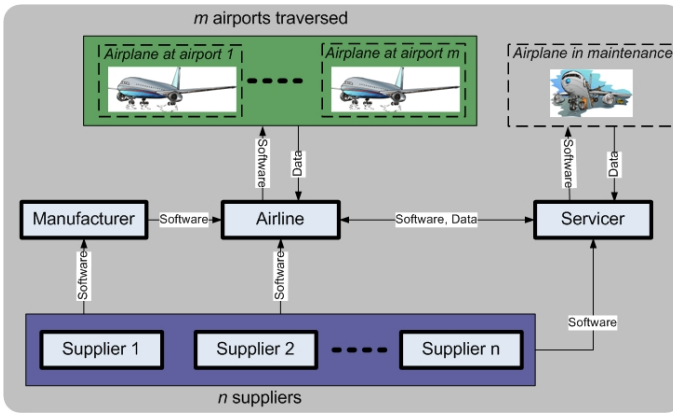 m airports traversed
Airplane at airport 1
Airplane at airport m
Airplane in maintenance
Software
Data
Software
Data
Manufacturer
Software
Airline
Software, Data
Servicer
Software
Software
Software
Supplier 1
Supplier 2
Supplier n
n suppliers